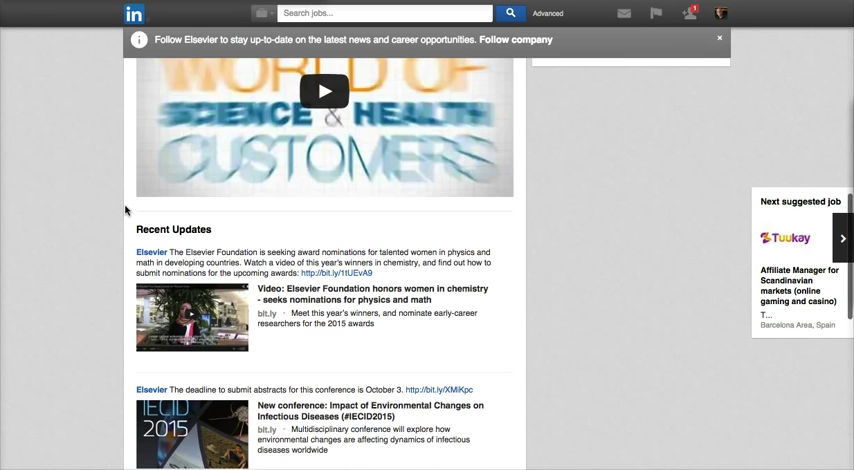 in
Search jobs...
Advanced
1
Follow Elsevier to stay up-to-date on the latest news and career opportunities. Follow company
×
WORLD OF
SCIENCE & HEALTH
CUSTOMERS
Recent Updates
Elsevier The Elsevier Foundation is seeking award nominations for talented women in physics and
math in developing countries. Watch a video of this year's winners in chemistry, and find out how to
submit nominations for the upcoming awards: http://bit.ly/1tUEvA9
Video: Elsevier Foundation honors women in chemistry
- seeks nominations for physics and math
bit.ly · Meet this year's winners, and nominate early-career
researchers for the 2015 awards
Elsevier The deadline to submit abstracts for this conference is October 3. http://bit.ly/XMiKpc
IECID
2015
New conference: Impact of Environmental Changes on
Infectious Diseases (#IECID2015)
bit.ly · Multidisciplinary conference will explore how
environmental changes are affecting dynamics of infectious
diseases worldwide
Next suggested job
Tuukay
Affiliate Manager for
Scandinavian
markets (online
gaming and casino)
T...
Barcelona Area, Spain